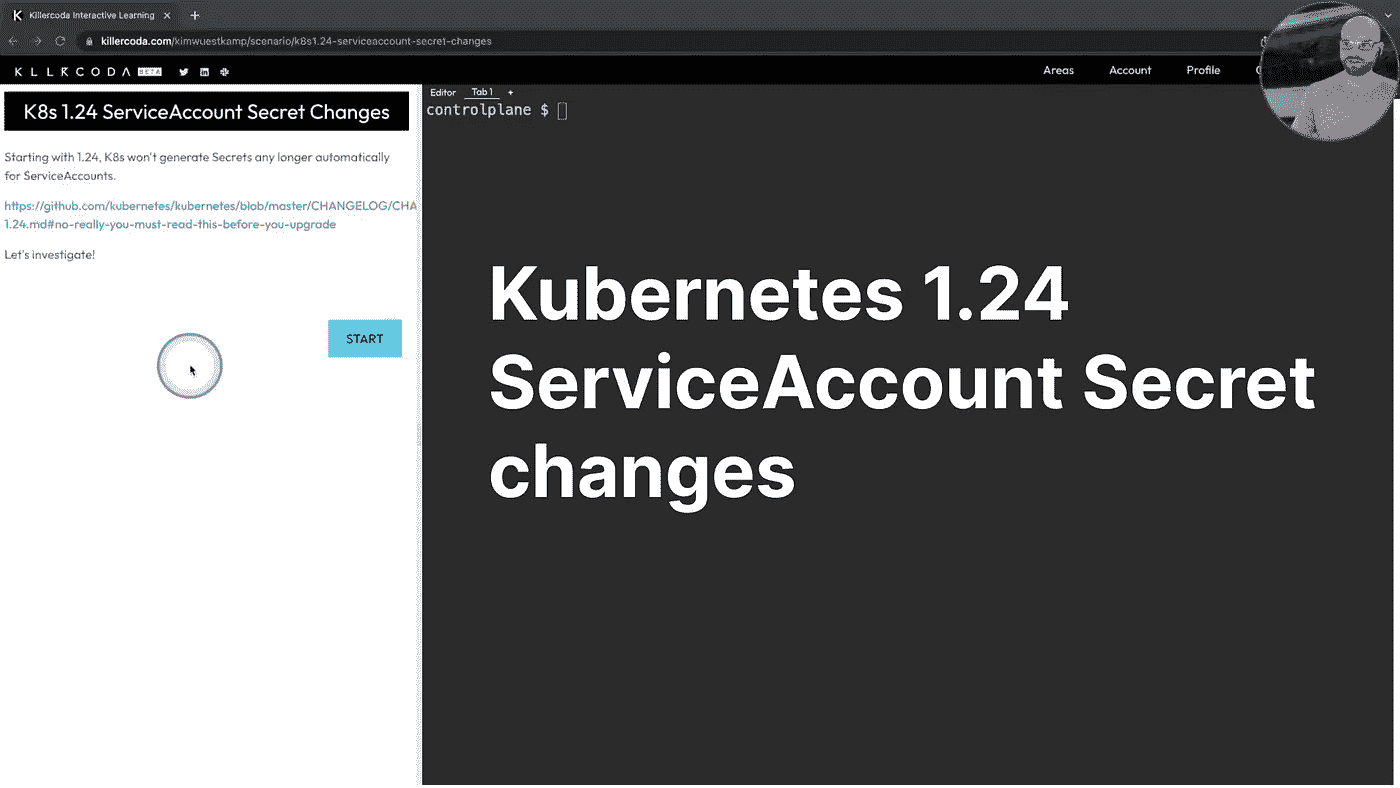 Killercoda Interactive Learning
killercoda.com/kimwuestkamp/scenario/k8s1.24-serviceaccount-secret-changes
KLLRCODA BETA
Areas Account Profile
K8s 1.24 ServiceAccount Secret Changes
Starting with 1.24, K8s won't generate Secrets any longer automatically
for ServiceAccounts.
https://github.com/kubernetes/kubernetes/blob/master/CHANGELOG/CHA
1.24.md#no-really-you-must-read-this-before-you-upgrade
Let's investigate!
START
Editor Tab 1 +
controlplane $
Kubernetes 1.24
ServiceAccount Secret
changes